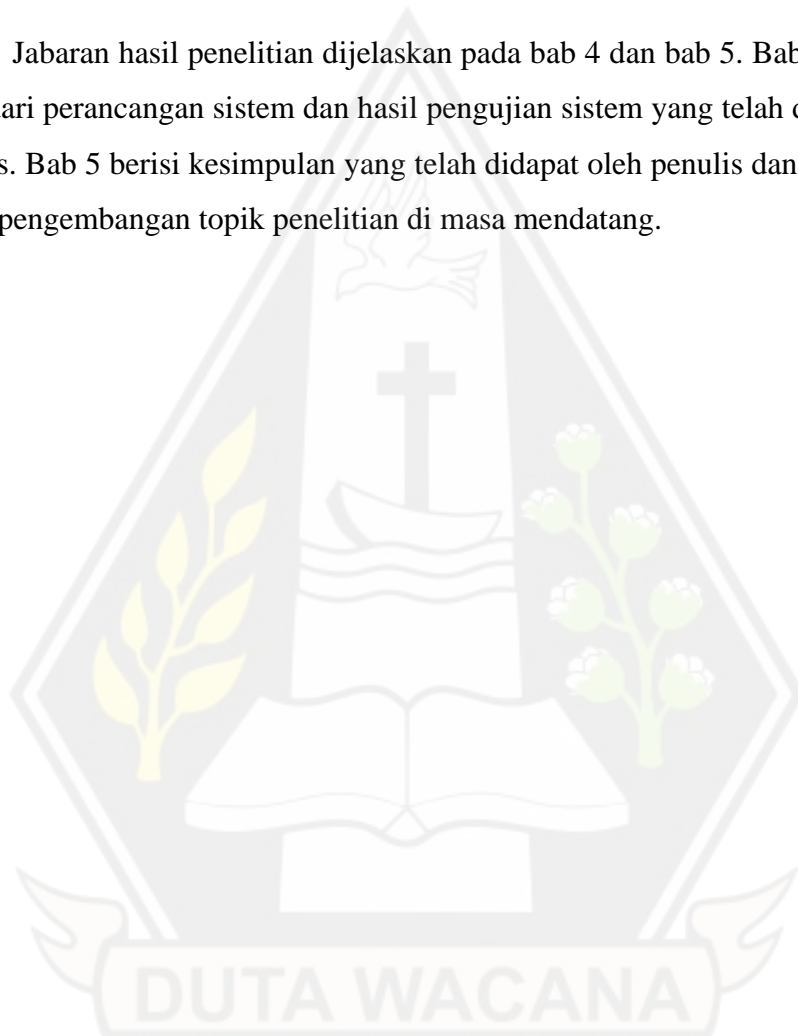 Jabaran hasil penelitian dijelaskan pada bab 4 dan bab 5. Bab
dari perancangan sistem dan hasil pengujian sistem yang telah
s. Bab 5 berisi kesimpulan yang telah didapat oleh penulis dan
pengembangan topik penelitian di masa mendatang.
DUTA WACANA